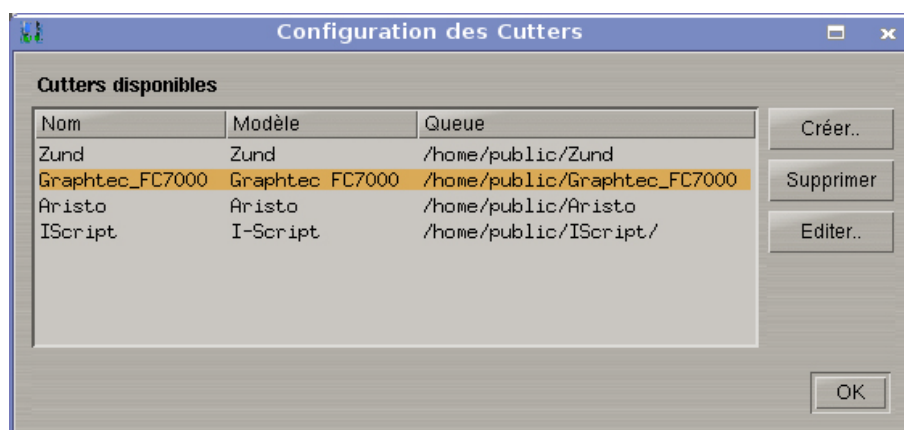 Configuration des Cutters
Cutters disponibles
Nom Modèle Queue
Zund Zund /home/public/Zund
Graphtec_FC7000 Graphtec FC7000 /home/public/Graphtec_FC7000
Aristo Aristo /home/public/Aristo
IScript I-Script /home/public/IScript/
Créer..
Supprimer
Editer..
OK